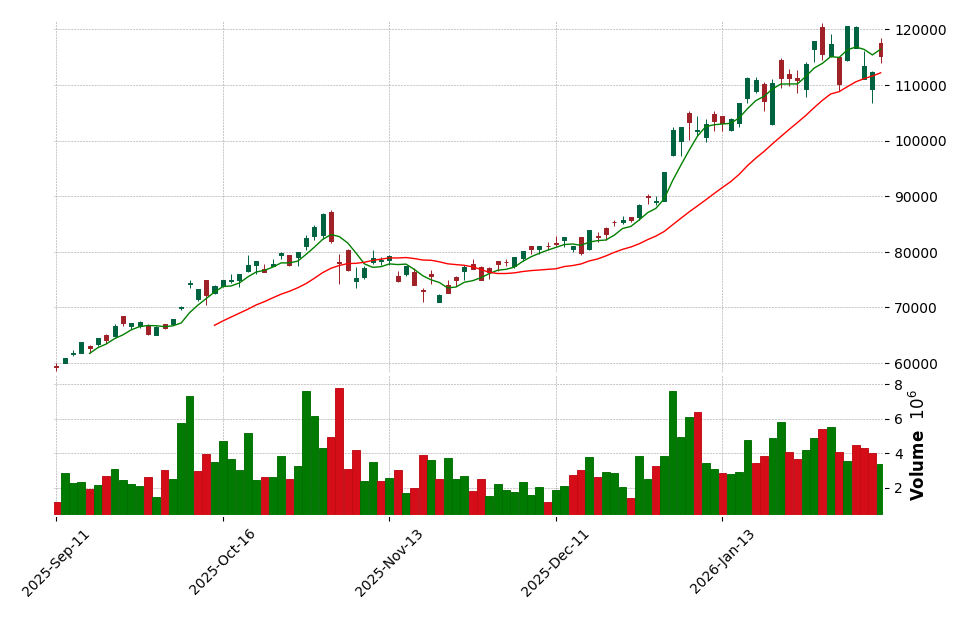 120000
110000
100000
90000
80000
70000
60000
8
6
4
2
Volume 10^6
2025-Sep-11
2025-Oct-16
2025-Nov-13
2025-Dec-11
2026-Jan-13